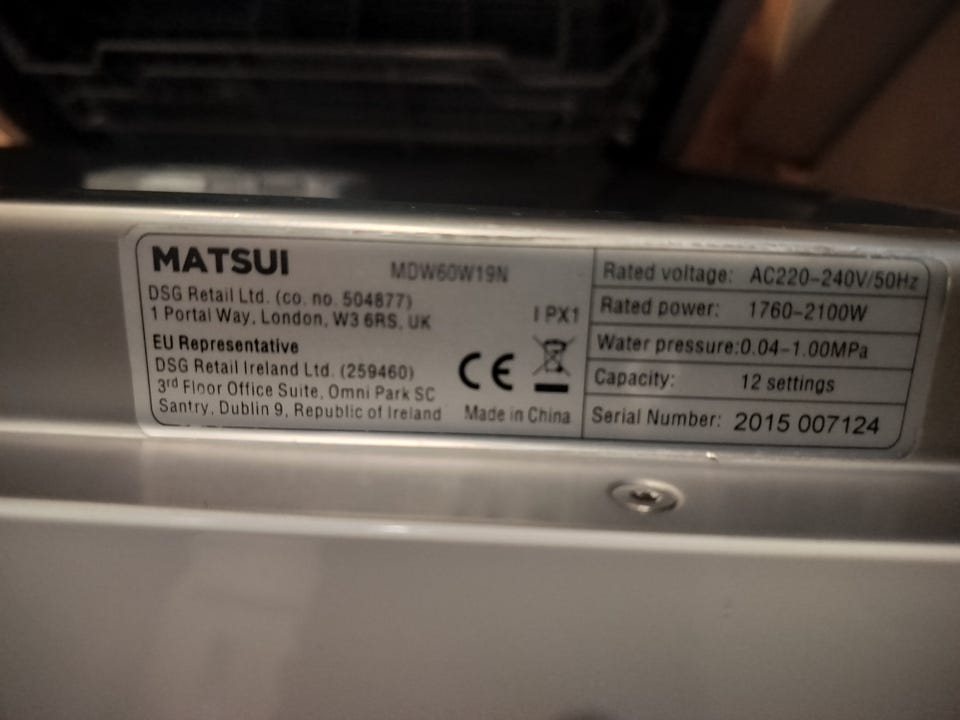 MATSUI MDW60W19N
DSG Retail Ltd. (co. no. 504877)
1 Portal Way, London, W3 6RS, UK
IPX1
EU Representative
DSG Retail Ireland Ltd. (259460)
3rd Floor Office Suite, Omni Park SC
Santry, Dublin 9, Republic of Ireland
CE
Made in China
Rated voltage: AC220-240V/50Hz
Rated power: 1760-2100W
Water pressure:0.04-1.00MPa
Capacity: 12 settings
Serial Number: 2015 007124